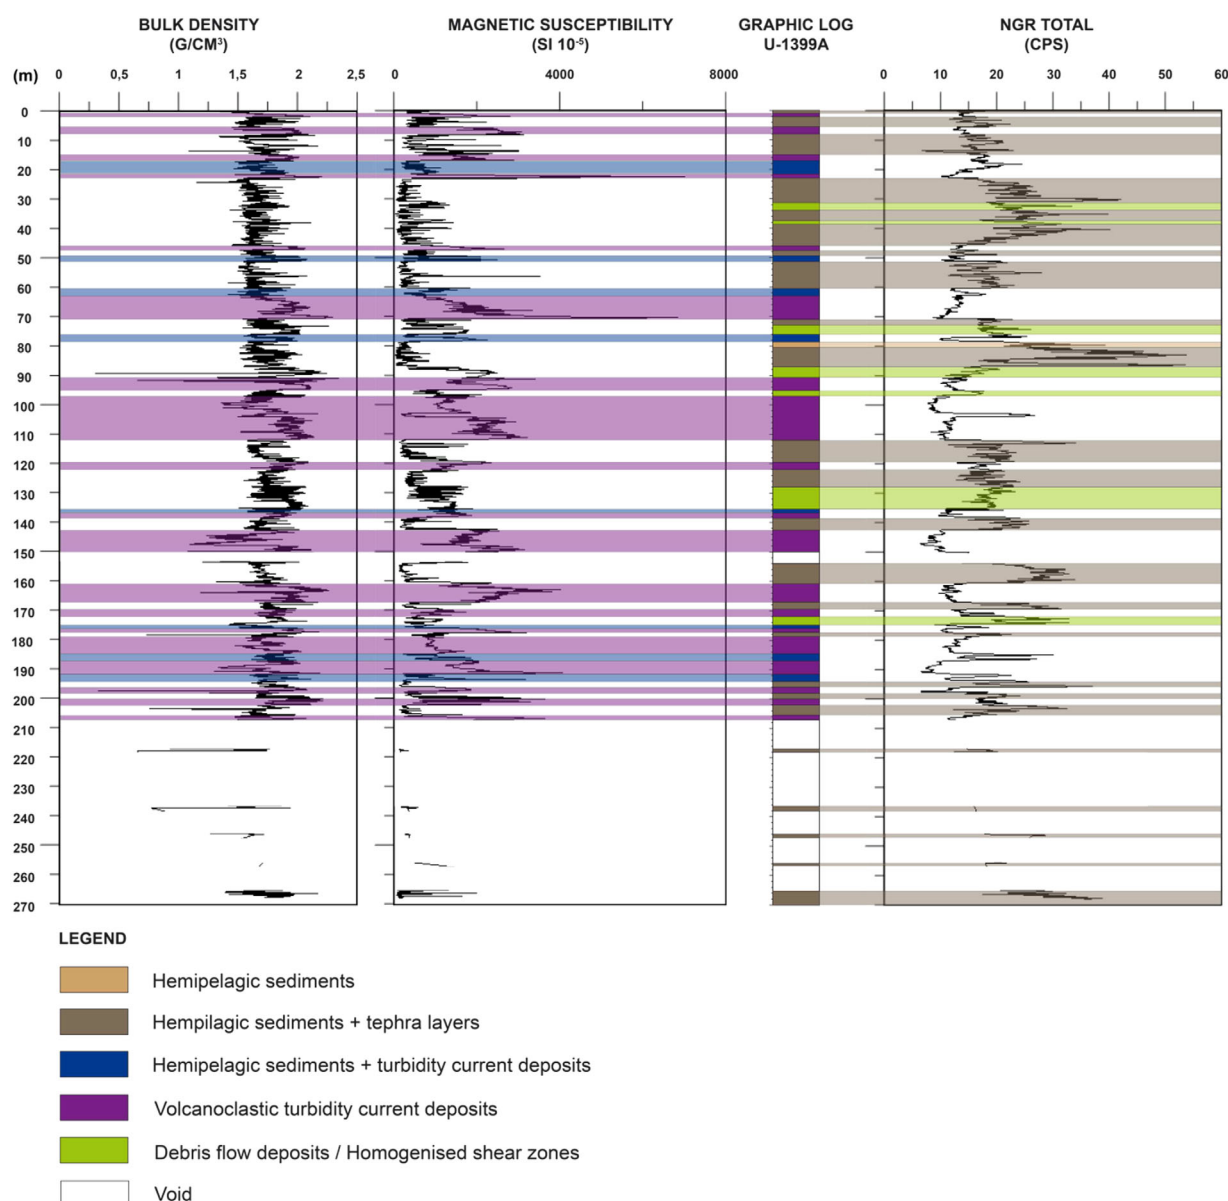 BULK DENSITY
(G/CM³)
MAGNETIC SUSCEPTIBILITY
(SI 10⁻⁵)
GRAPHIC LOG
U-1399A
NGR TOTAL
(CPS)
(m) 0 0,5 1 1,5 2 2,5 0 4000 8000 0 10 20 30 40 50 60
0
10
20
30
40
50
60
70
80
90
100
110
120
130
140
150
160
170
180
190
200
210
220
230
240
250
260
270
LEGEND
Hemipelagic sediments
Hempilagic sediments + tephra layers
Hemipelagic sediments + turbidity current deposits
Volcanoclastic turbidity current deposits
Debris flow deposits / Homogenised shear zones
Void